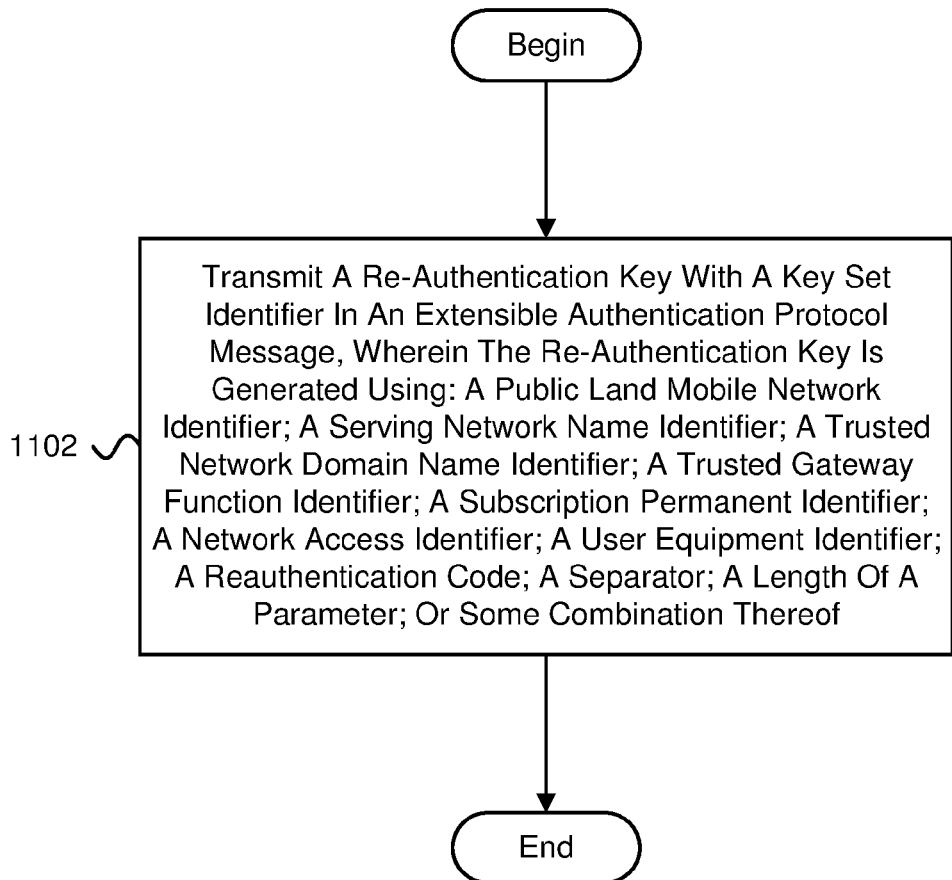 Begin
Transmit A Re-Authentication Key With A Key Set
Identifier In An Extensible Authentication Protocol
Message, Wherein The Re-Authentication Key Is
Generated Using: A Public Land Mobile Network
Identifier; A Serving Network Name Identifier; A Trusted
Network Domain Name Identifier; A Trusted Gateway
Function Identifier; A Subscription Permanent Identifier;
A Network Access Identifier; A User Equipment Identifier;
A Reauthentication Code; A Separator; A Length Of A
Parameter; Or Some Combination Thereof
1102
End